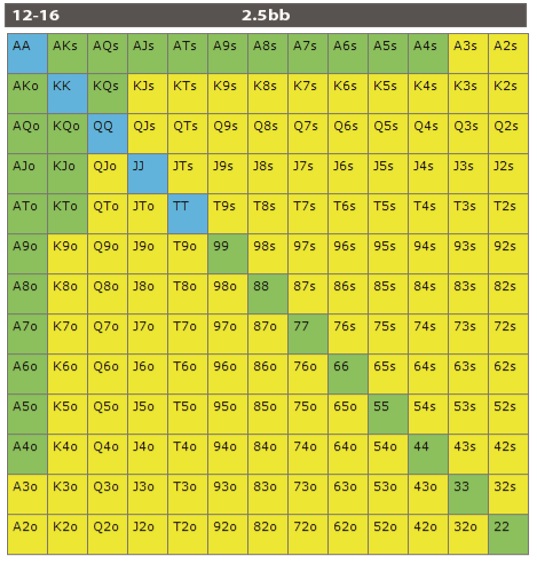 12-16 2.5bb
AA AKs AQs AJs ATs A9s A8s A7s A6s A5s A4s A3s A2s
AKo KK KQs KJs KTs K9s K8s K7s K6s K5s K4s K3s K2s
AQo KQo QQ QJs QTs Q9s Q8s Q7s Q6s Q5s Q4s Q3s Q2s
AJo KJo QJo JJ JTs J9s J8s J7s J6s J5s J4s J3s J2s
ATo KTo QTo JTo TT T9s T8s T7s T6s T5s T4s T3s T2s
A9o K9o Q9o J9o T9o 99 98s 97s 96s 95s 94s 93s 92s
A8o K8o Q8o J8o T8o 98o 88 87s 86s 85s 84s 83s 82s
A7o K7o Q7o J7o T7o 97o 87o 77 76s 75s 74s 73s 72s
A6o K6o Q6o J6o T6o 96o 86o 76o 66 65s 64s 63s 62s
A5o K5o Q5o J5o T5o 95o 85o 75o 65o 55 54s 53s 52s
A4o K4o Q4o J4o T4o 94o 84o 74o 64o 54o 44 43s 42s
A3o K3o Q3o J3o T3o 93o 83o 73o 63o 53o 43o 33 32s
A2o K2o Q2o J2o T2o 92o 82o 72o 62o 52o 42o 32o 22